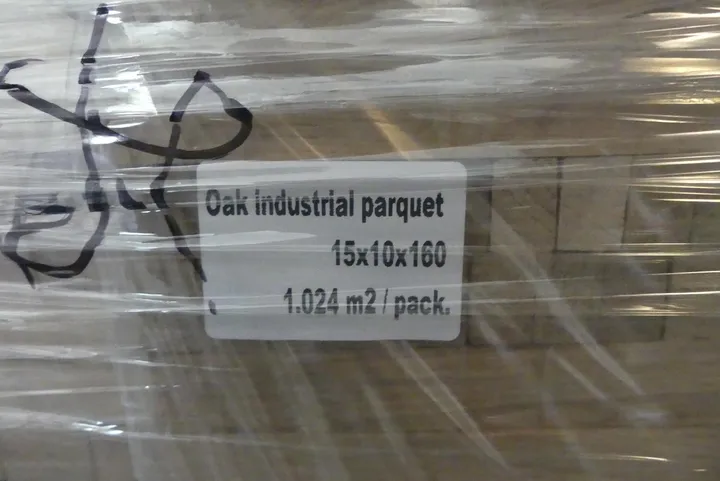 Oak industrial parquet
15x10x160
1.024 m2 / pack.